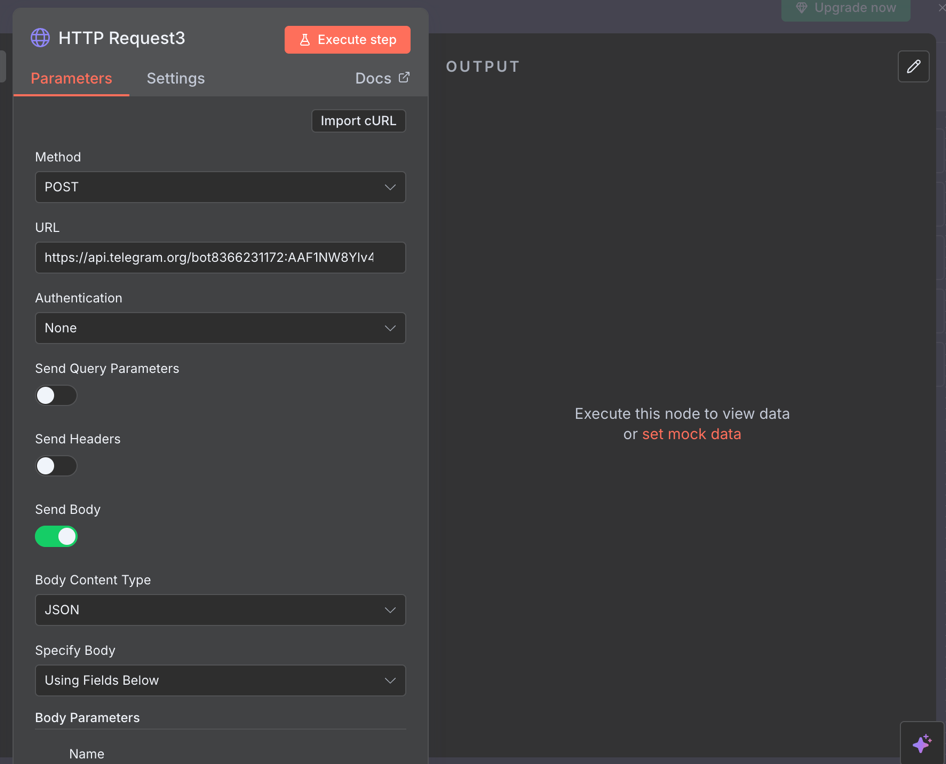 Upgrade now
HTTP Request3
Execute step
Parameters
Settings
Docs
Import cURL
Method
POST
URL
https://api.telegram.org/bot8366231172:AAF1NW8YIv4
Authentication
None
Send Query Parameters
Send Headers
Send Body
Body Content Type
JSON
Specify Body
Using Fields Below
Body Parameters
Name
OUTPUT
Execute this node to view data
or set mock data